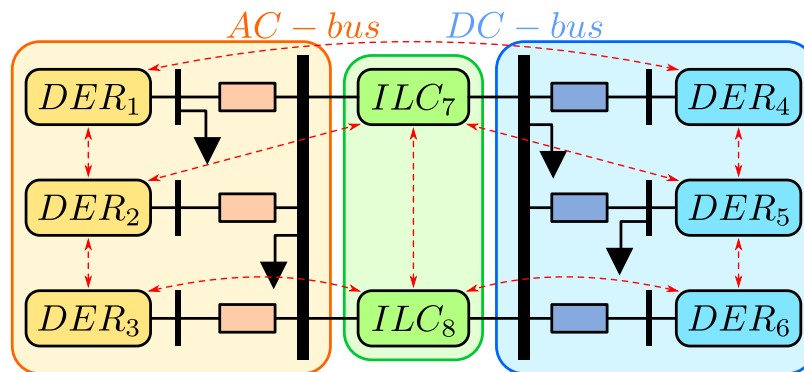 AC − bus DC − bus
DER₁ ILC₇ DER₄
DER₂ DER₅
DER₃ ILC₈ DER₆